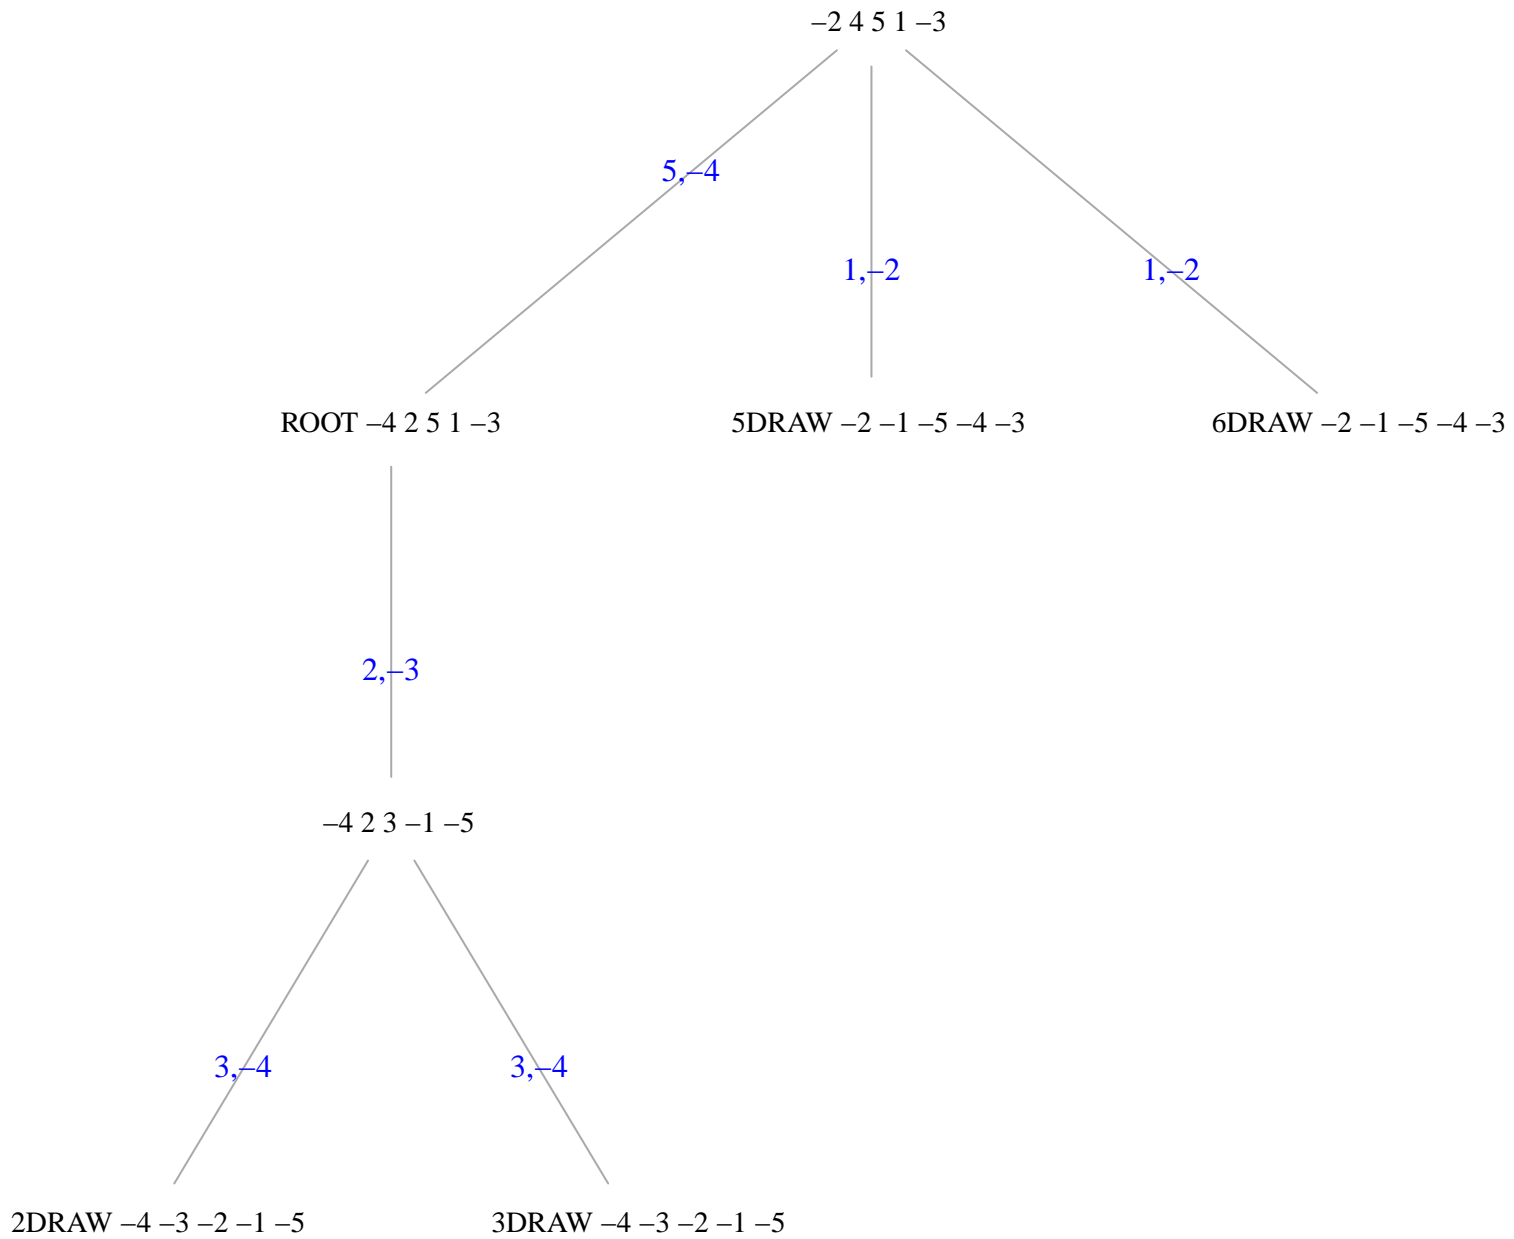 –2 4 5 1 –3
5,–4
1,–2
1,–2
ROOT –4 2 5 1 –3
5DRAW –2 –1 –5 –4 –3
6DRAW –2 –1 –5 –4 –3
2,–3
–4 2 3 –1 –5
3,–4
3,–4
2DRAW –4 –3 –2 –1 –5
3DRAW –4 –3 –2 –1 –5